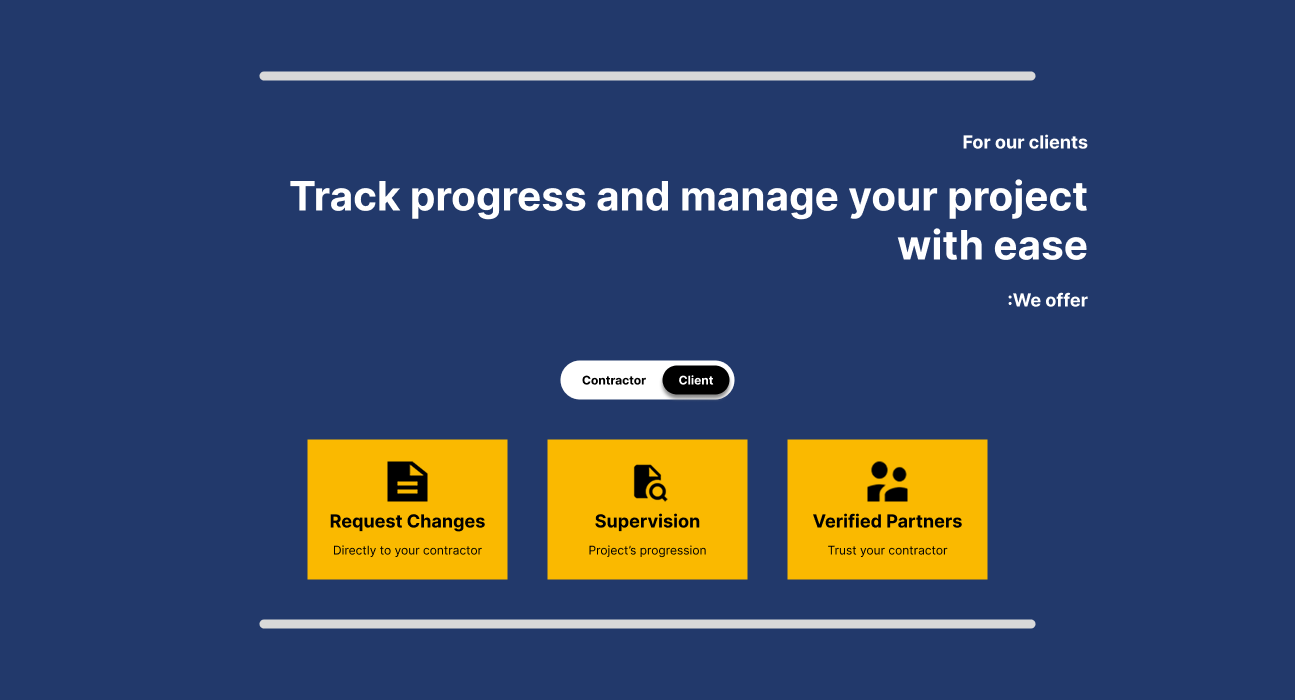 For our clients
Track progress and manage your project
with ease
:We offer
Contractor
Client
Request Changes
Directly to your contractor
Supervision
Project’s progression
Verified Partners
Trust your contractor